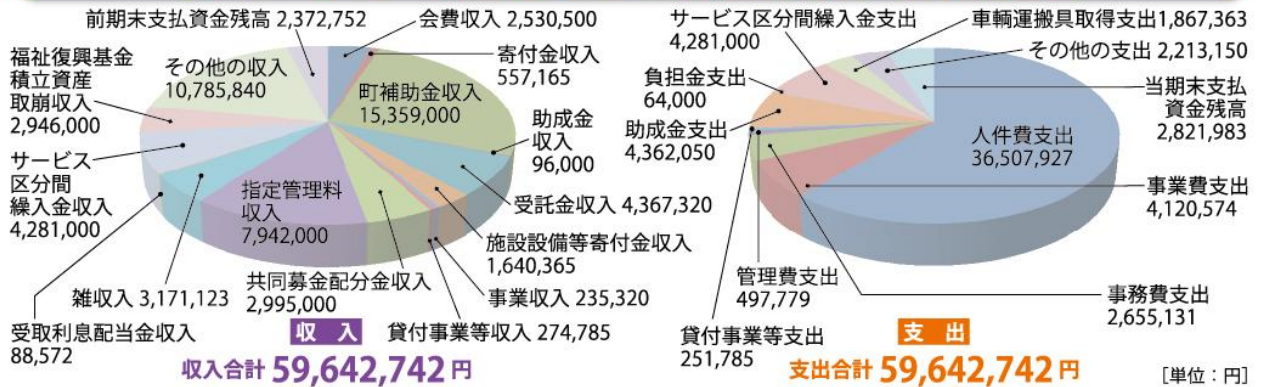 前期末支払資金残高 2,372,752
会費収入 2,530,500
寄付金収入
557,165
町補助金収入
15,359,000
助成金
収入
96,000
受託金収入 4,367,320
施設設備等寄付金収入
1,640,365
事業収入 235,320
貸付事業等収入 274,785
共同募金配分金収入
2,995,000
指定管理料
収入
7,942,000
雑収入 3,171,123
受取利息配当金収入
88,572
サービス
区分間
繰入金収入
4,281,000
福祉復興基金
積立資産
取崩収入
2,946,000
その他の収入
10,785,840
収 入
収入合計 59,642,742 円
サービス区分間繰入金支出
4,281,000
車輌運搬具取得支出1,867,363
その他の支出 2,213,150
当期末支払
資金残高
2,821,983
人件費支出
36,507,927
事業費支出
4,120,574
事務費支出
2,655,131
管理費支出
497,779
貸付事業等支出
251,785
助成金支出
4,362,050
負担金支出
64,000
支 出
支出合計 59,642,742 円
［単位：円］